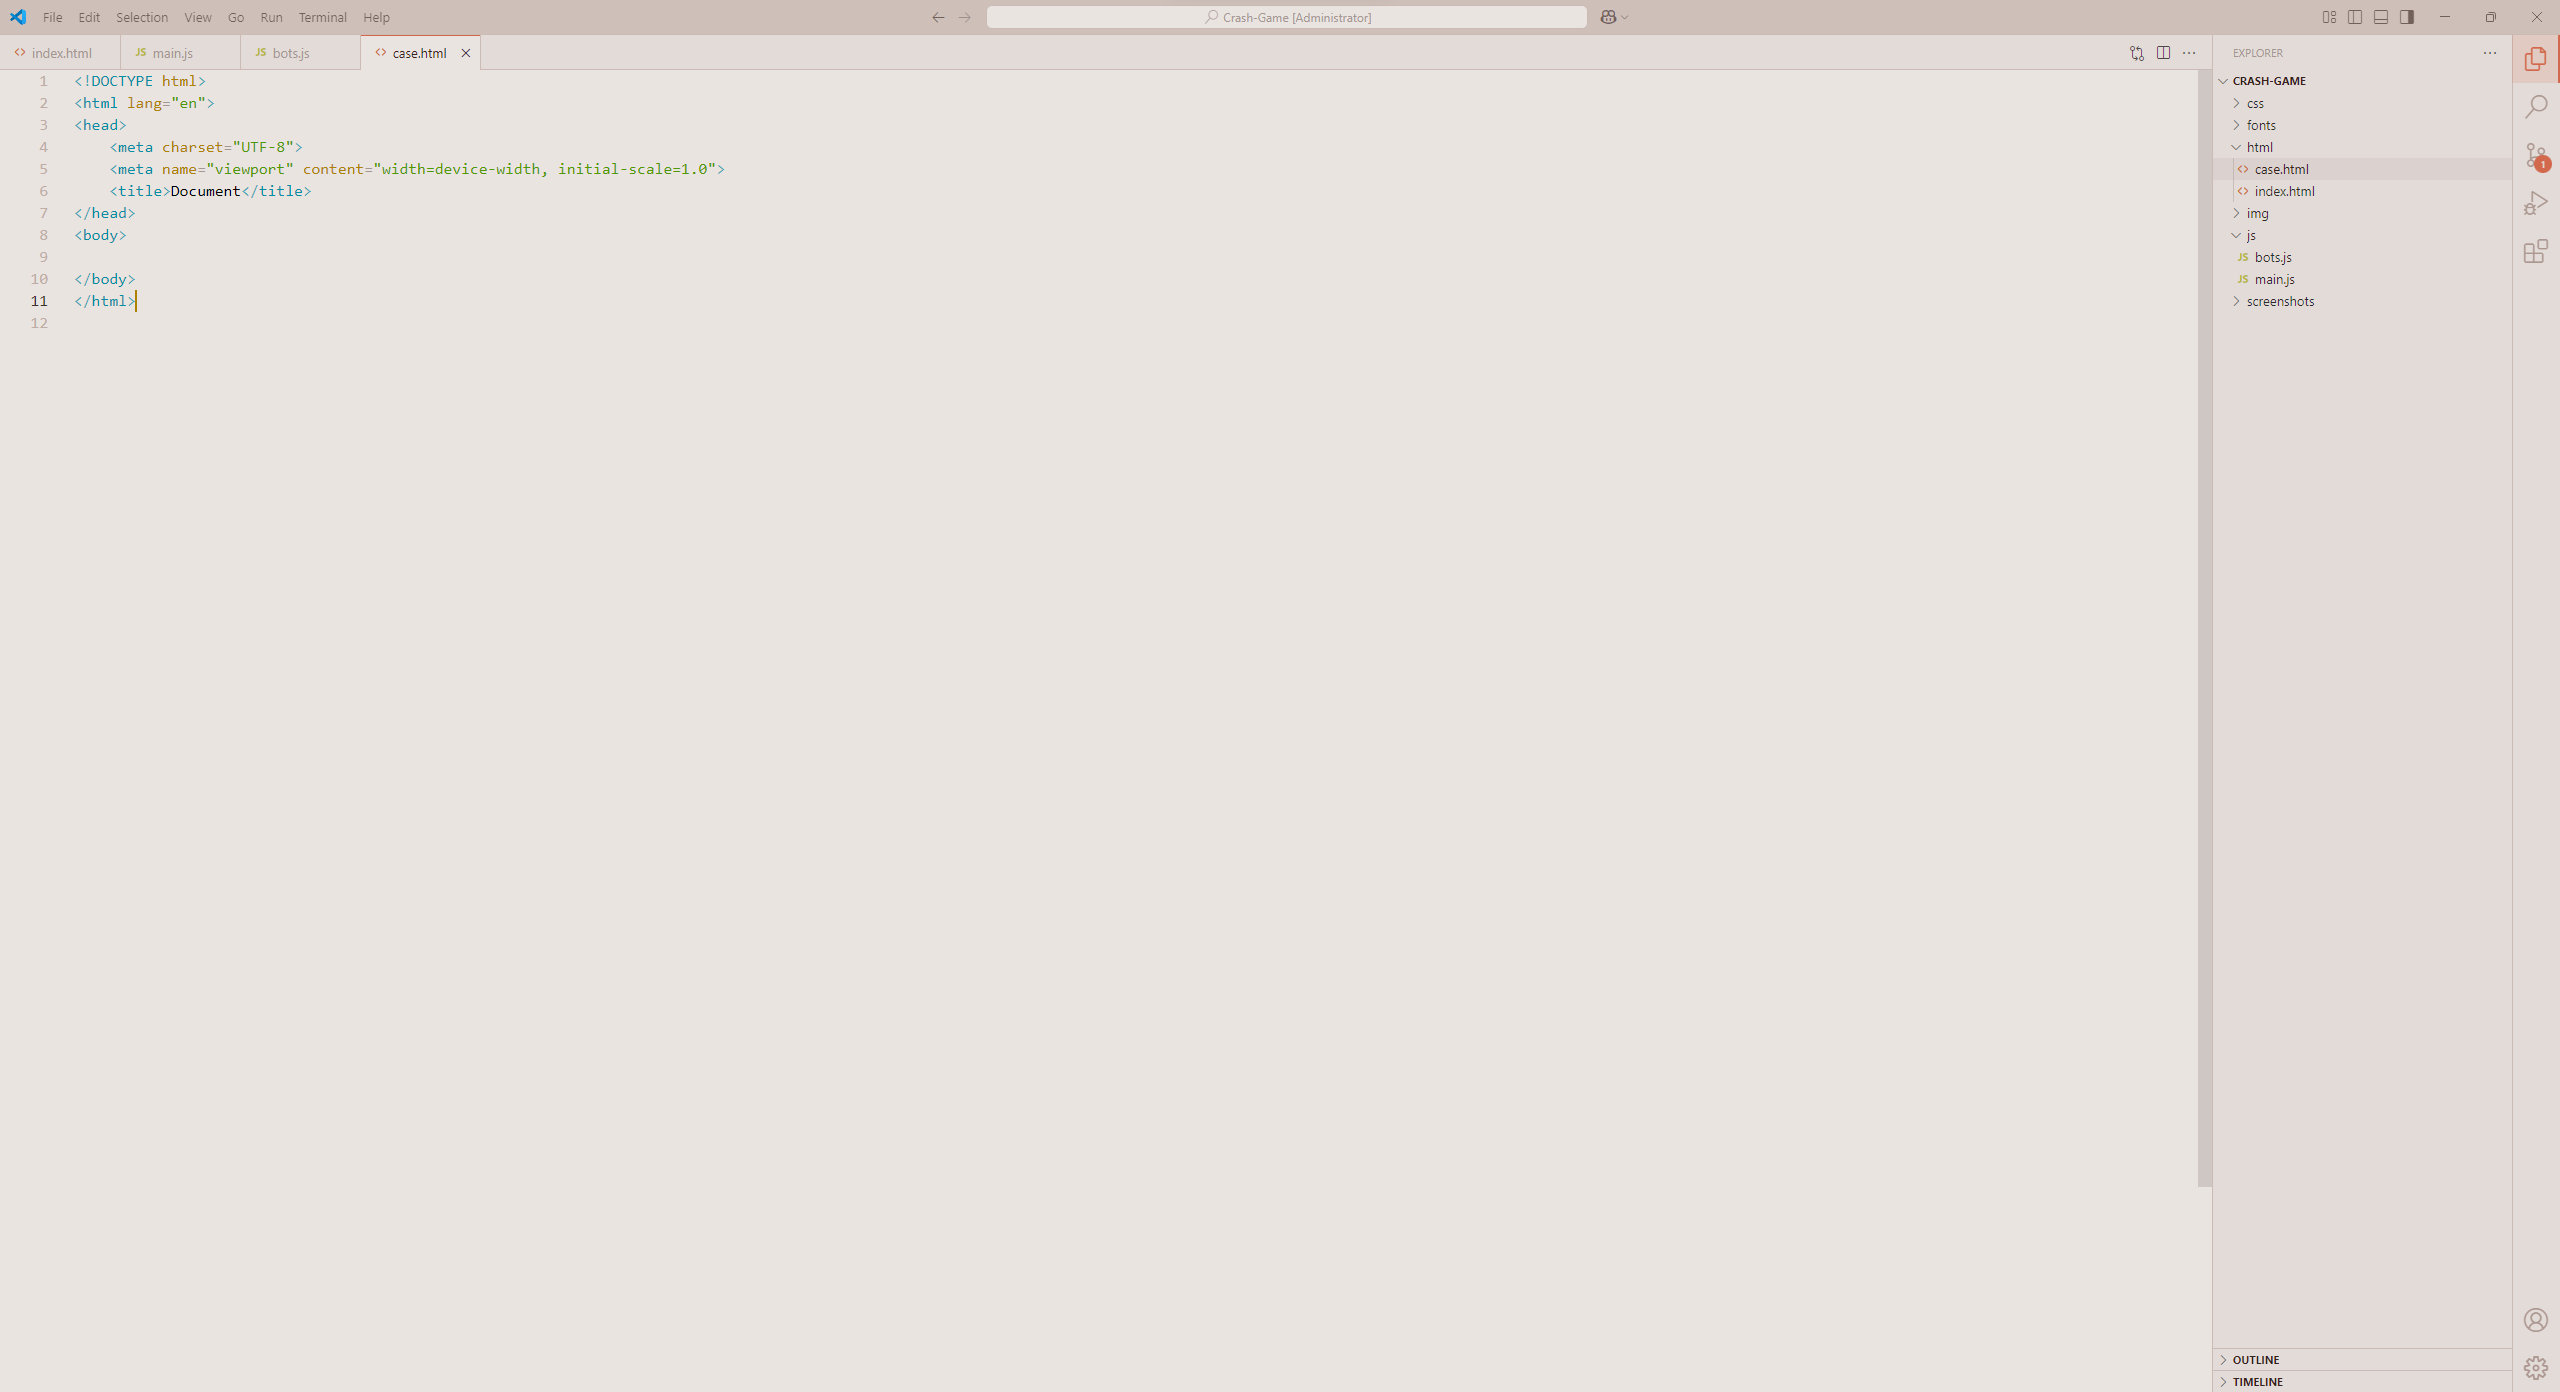 File Edit Selection View Go Run Terminal Help
Crash-Game [Administrator]
index.html
JS main.js
JS bots.js
case.html
1 <!DOCTYPE html>
2 <html lang="en">
3 <head>
4     <meta charset="UTF-8">
5     <meta name="viewport" content="width=device-width, initial-scale=1.0">
6     <title>Document</title>
7 </head>
8 <body>
9
10 </body>
11 </html>
12
EXPLORER
CRASH-GAME
css
fonts
html
case.html
index.html
img
js
JS bots.js
JS main.js
screenshots
OUTLINE
TIMELINE
1